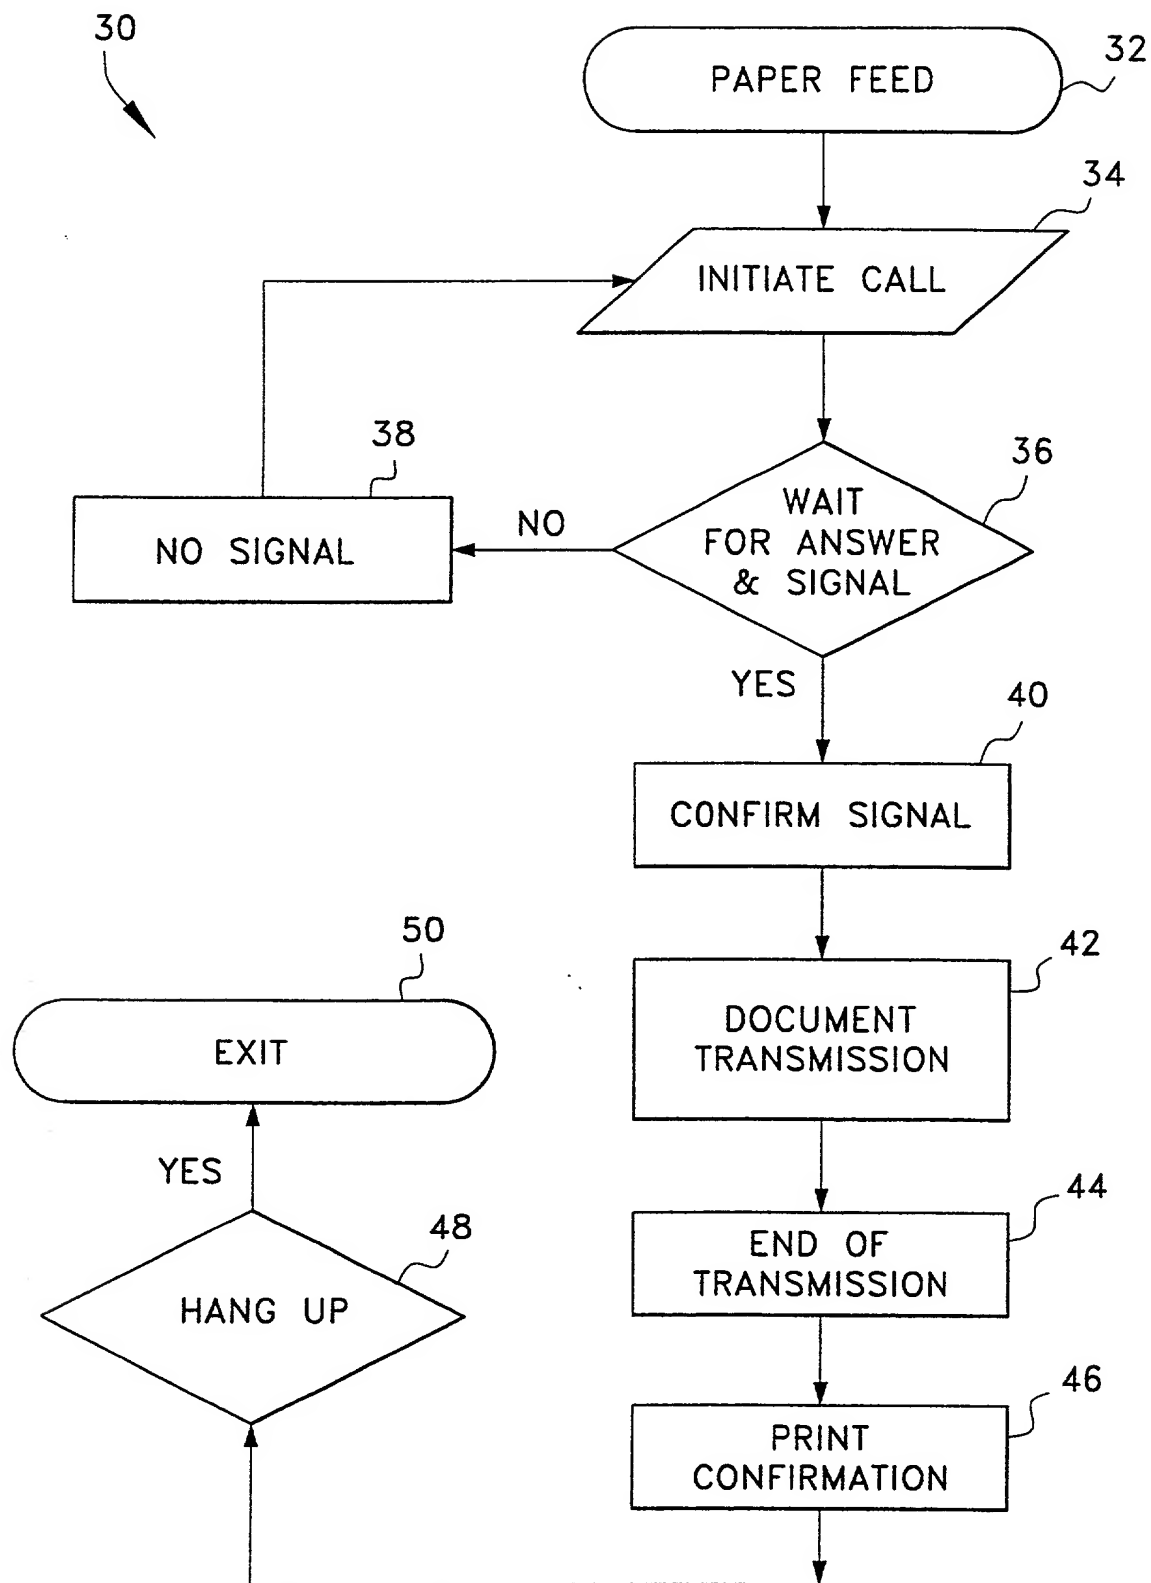 30
PAPER FEED
32
34
INITIATE CALL
38
36
NO SIGNAL
NO
WAIT
FOR ANSWER
& SIGNAL
YES
40
CONFIRM SIGNAL
50
42
EXIT
DOCUMENT
TRANSMISSION
YES
44
48
END OF
TRANSMISSION
HANG UP
46
PRINT
CONFIRMATION